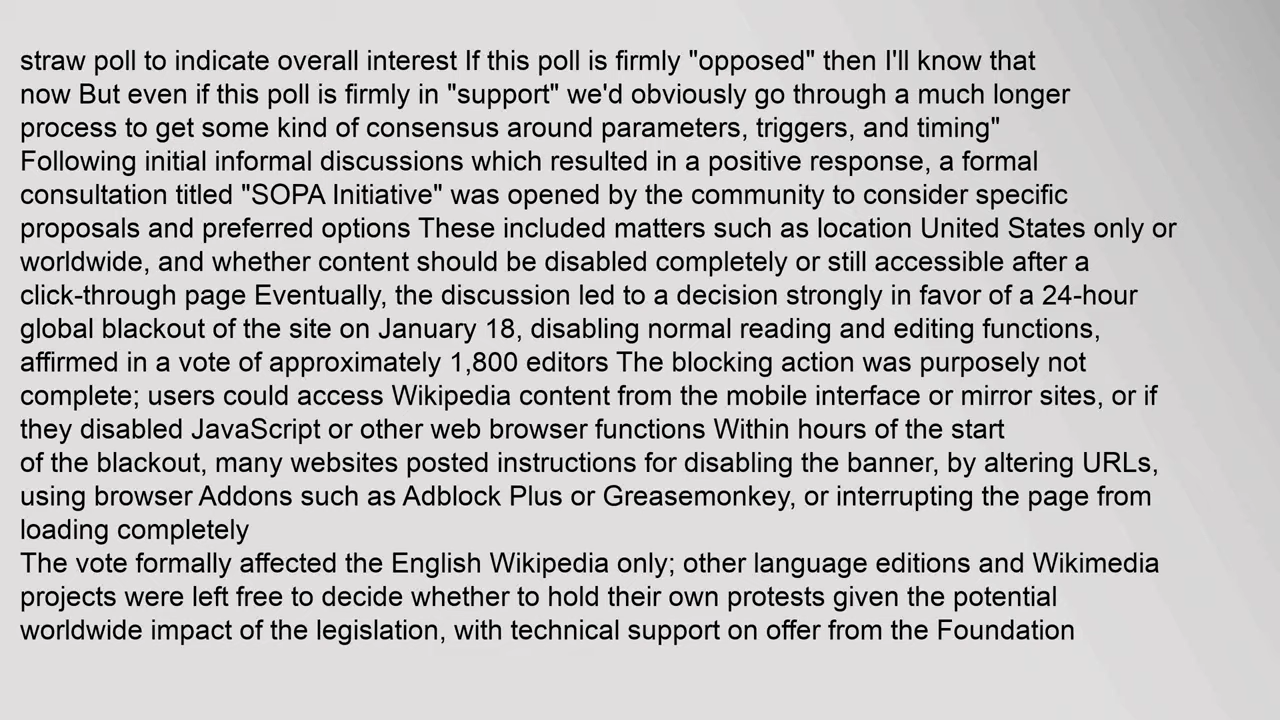 straw poll to indicate overall interest If this poll is firmly "opposed" then I'll know that
now But even if this poll is firmly in "support" we'd obviously go through a much longer
process to get some kind of consensus around parameters, triggers, and timing"
Following initial informal discussions which resulted in a positive response, a formal
consultation titled "SOPA Initiative" was opened by the community to consider specific
proposals and preferred options These included matters such as location United States only or
worldwide, and whether content should be disabled completely or still accessible after a
click-through page Eventually, the discussion led to a decision strongly in favor of a 24-hour
global blackout of the site on January 18, disabling normal reading and editing functions,
affirmed in a vote of approximately 1,800 editors The blocking action was purposely not
complete; users could access Wikipedia content from the mobile interface or mirror sites, or if
they disabled JavaScript or other web browser functions Within hours of the start
of the blackout, many websites posted instructions for disabling the banner, by altering URLs,
using browser Addons such as Adblock Plus or Greasemonkey, or interrupting the page from
loading completely
The vote formally affected the English Wikipedia only; other language editions and Wikimedia
projects were left free to decide whether to hold their own protests given the potential
worldwide impact of the legislation, with technical support on offer from the Foundation